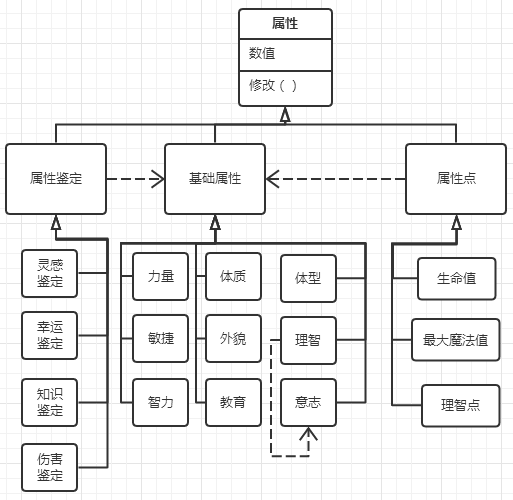 属性
数值
修改（ ）
属性鉴定
基础属性
属性点
灵感
鉴定
幸运
鉴定
知识
鉴定
伤害
鉴定
力量
体质
体型
敏捷
外貌
理智
智力
教育
意志
生命值
最大魔法值
理智点